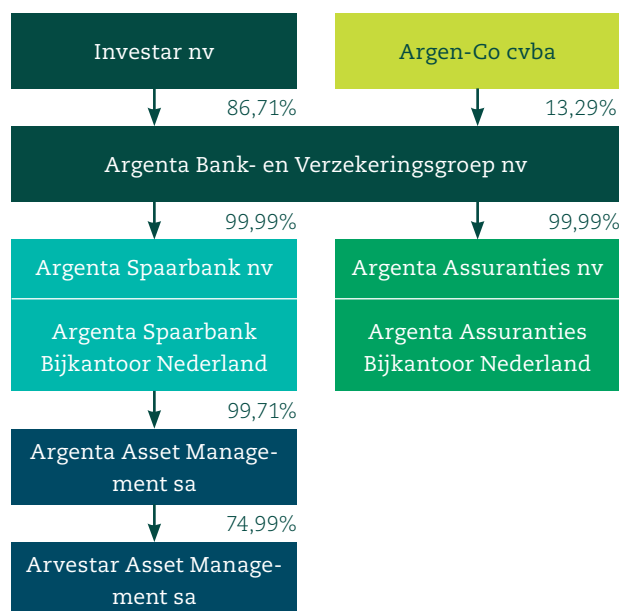 Investar nv
Argen-Co cvba
86,71%
13,29%
Argenta Bank- en Verzekeringsgroep nv
99,99%
99,99%
Argenta Spaarbank nv
Argenta Assuranties nv
Argenta Spaarbank
Bijkantoor Nederland
Argenta Assuranties
Bijkantoor Nederland
99,71%
Argenta Asset Manage-
ment sa
74,99%
Arvestar Asset Manage-
ment sa